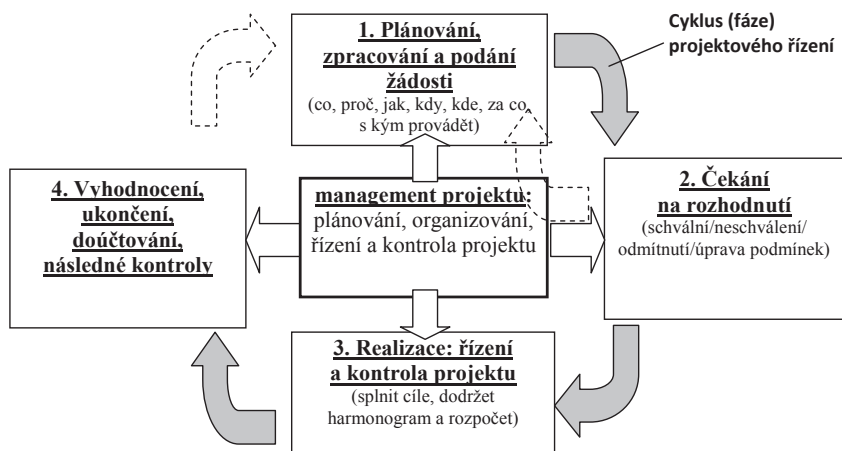 Cyklus (fáze)
projektového řízení
1. Plánování,
zpracování a podání
žádosti
(co, proč, jak, kdy, kde, za co
s kým provádět)
4. Vyhodnocení,
ukončení,
doúčtování,
následné kontroly
management projektu:
plánování, organizování,
řízení a kontrola projektu
2. Čekání
na rozhodnutí
(schvální/neschválení/
odmítnutí/úprava podmínek)
3. Realizace: řízení
a kontrola projektu
(splnit cíle, dodržet
harmonogram a rozpočet)